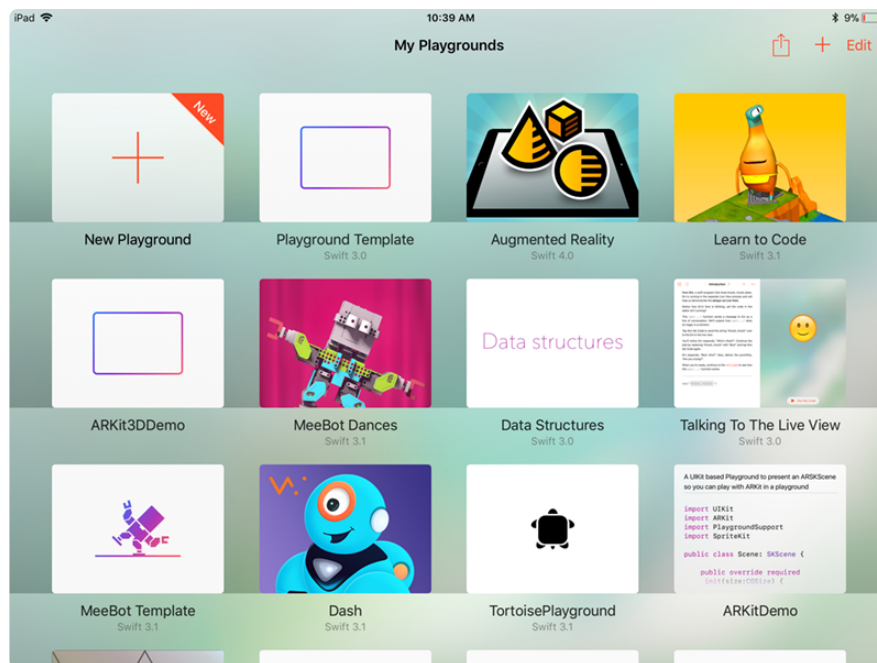 iPad 10:39 AM 9%
My Playgrounds Edit
New
New Playground
Playground Template
Swift 3.0
Augmented Reality
Swift 4.0
Learn to Code
Swift 3.1
ARKit3DDemo
MeeBot Dances
Swift 3.1
Data structures
Data Structures
Swift 3.0
Introduction
Talking To The Live View
Swift 3.0
MeeBot Template
Swift 3.1
Dash
Swift 3.1
TortoisePlayground
Swift 3.1
A UIKit based Playground to present an ARSKScene
so you can play with ARKit in a playground
import UIKit
import ARKit
import PlaygroundSupport
import SpriteKit
public class Scene: SKScene {
public override required
init(size:CGSize) {
ARKitDemo